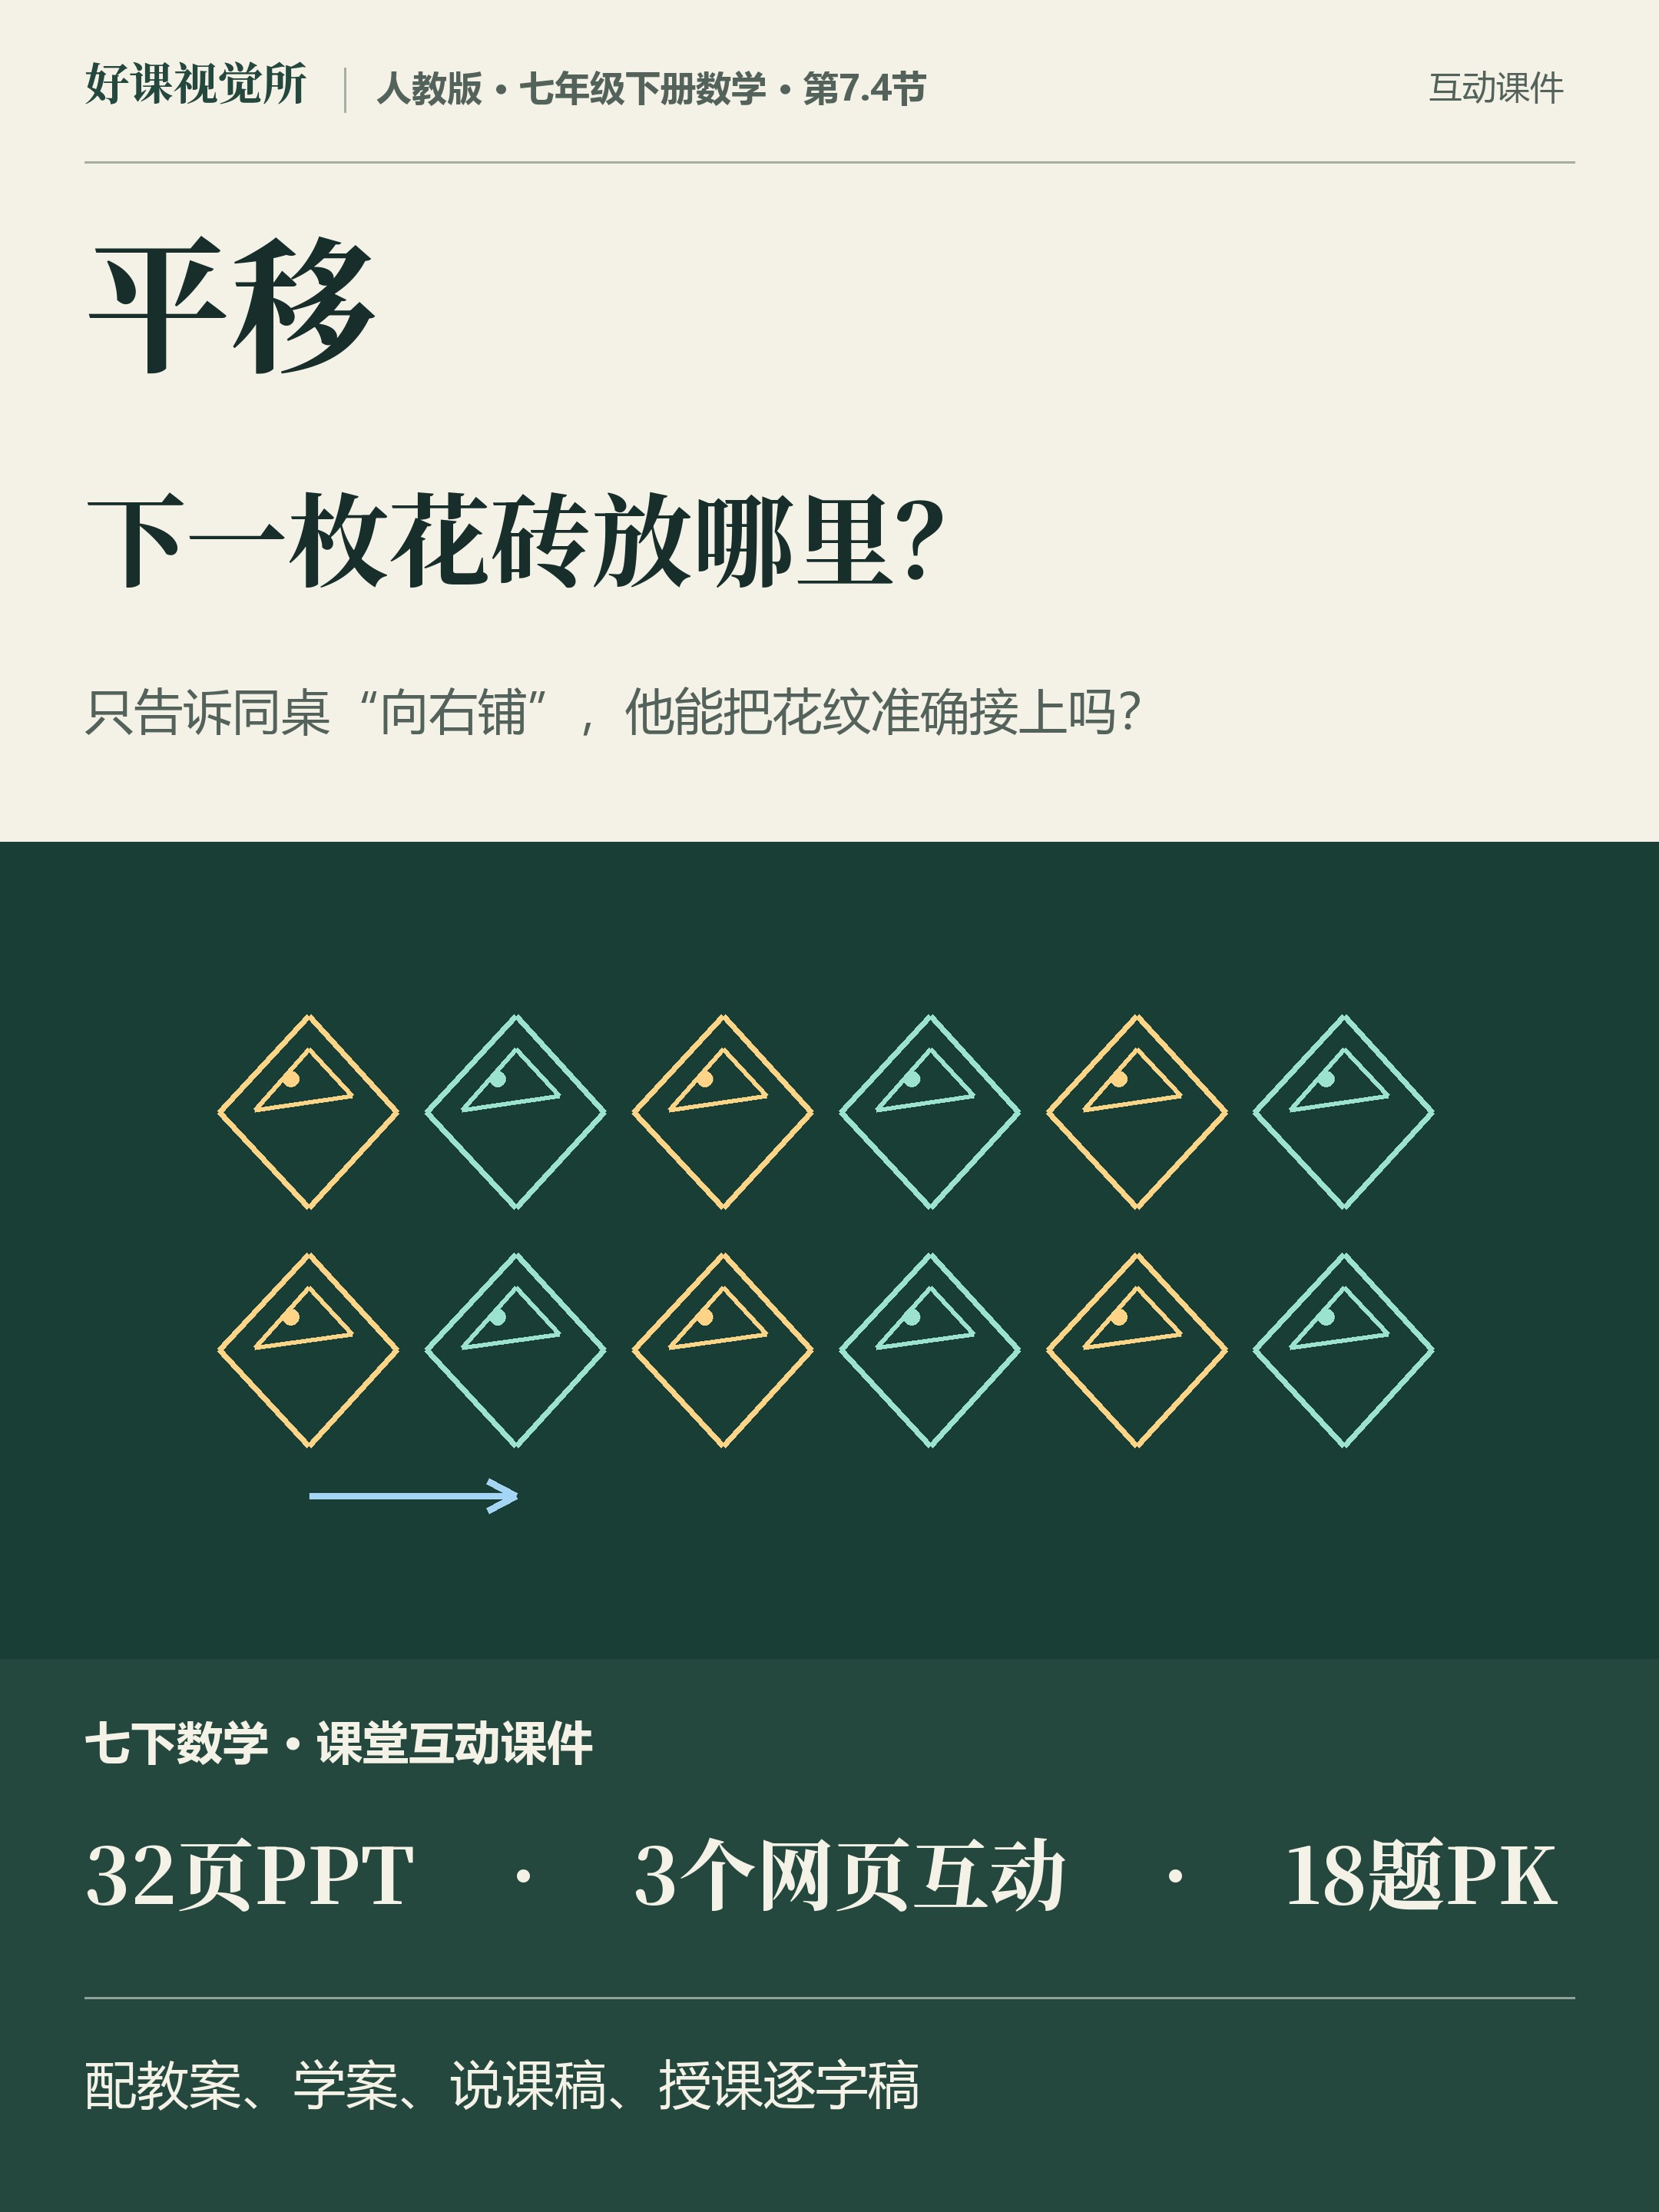 好课视觉所 人教版·七年级下册数学·第7.4节 互动课件
平移
下一枚花砖放哪里？
只告诉同桌“向右铺”，他能把花纹准确接上吗？
七下数学·课堂互动课件
32页PPT · 3个网页互动 · 18题PK
配教案、学案、说课稿、授课逐字稿